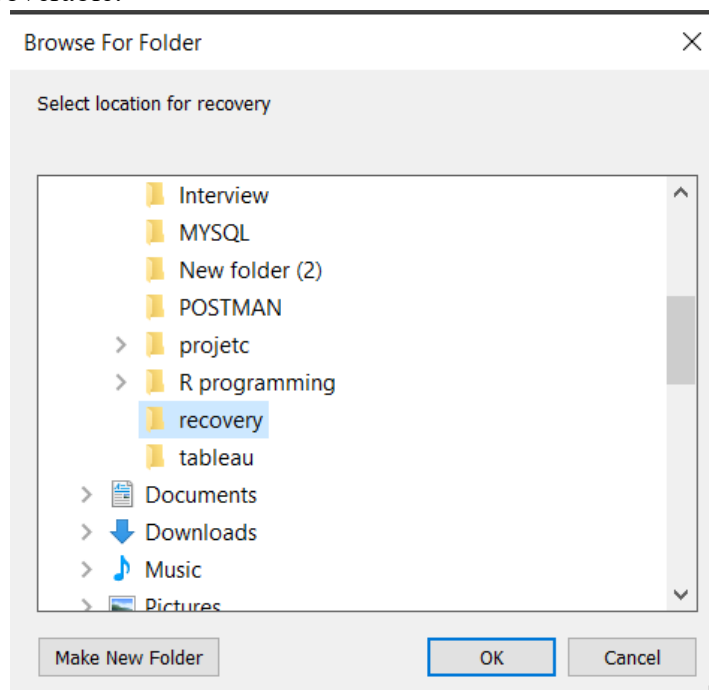 Browse For Folder
Select location for recovery
Interview
MYSQL
New folder (2)
POSTMAN
projetc
R programming
recovery
tableau
Documents
Downloads
Music
Pictures
Make New Folder
OK
Cancel